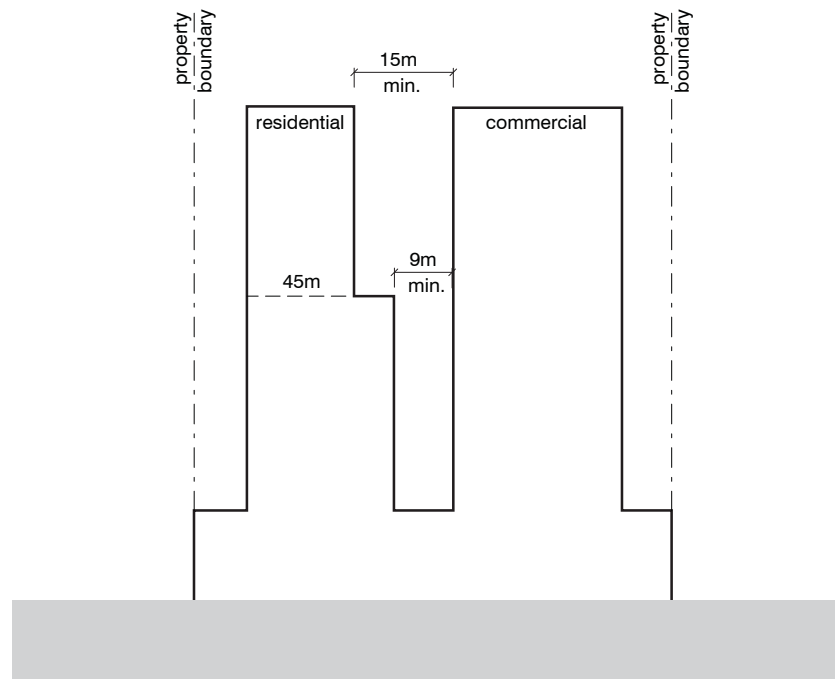 property
boundary
15m
min.
property
boundary
residential
commercial
9m
min.
45m